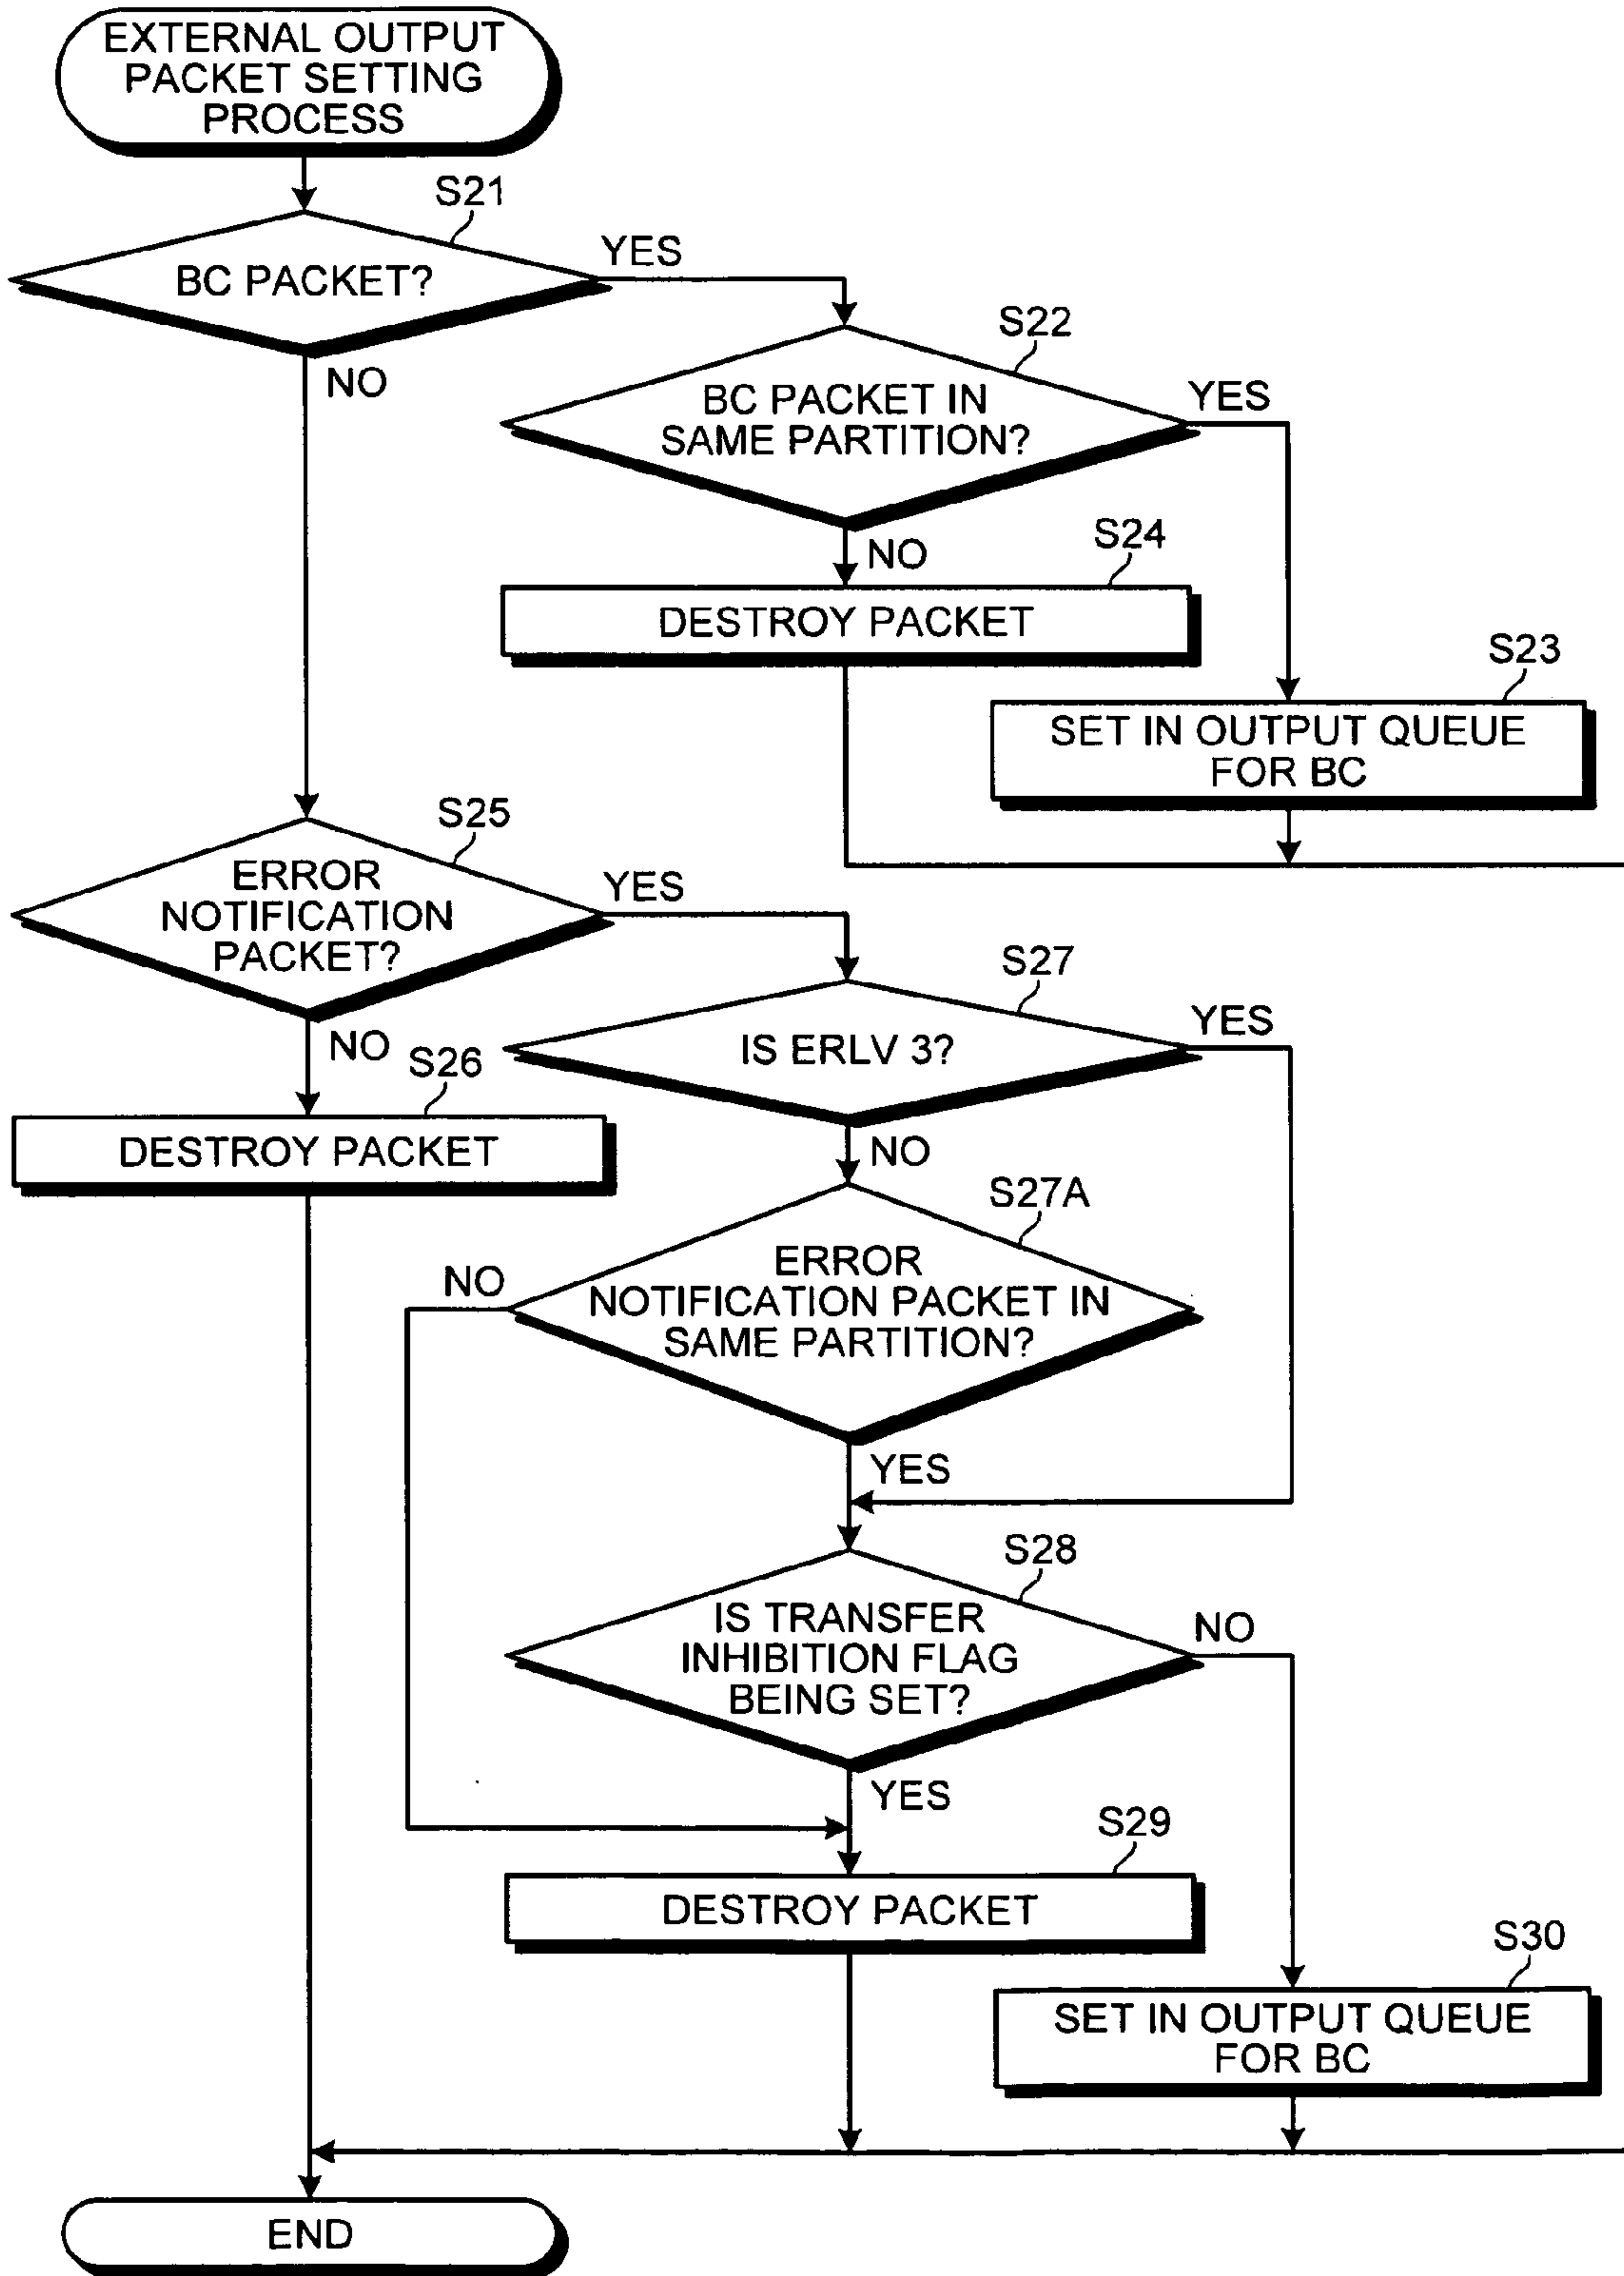 EXTERNAL OUTPUT
PACKET SETTING
PROCESS
S21
BC PACKET?
YES
NO
S22
BC PACKET IN
SAME PARTITION?
YES
NO
S24
DESTROY PACKET
S23
SET IN OUTPUT QUEUE
FOR BC
S25
ERROR
NOTIFICATION
PACKET?
YES
NO
S26
DESTROY PACKET
S27
IS ERLV 3?
YES
NO
S27A
ERROR
NOTIFICATION PACKET IN
SAME PARTITION?
NO
YES
S28
IS TRANSFER
INHIBITION FLAG
BEING SET?
NO
YES
S29
DESTROY PACKET
S30
SET IN OUTPUT QUEUE
FOR BC
END